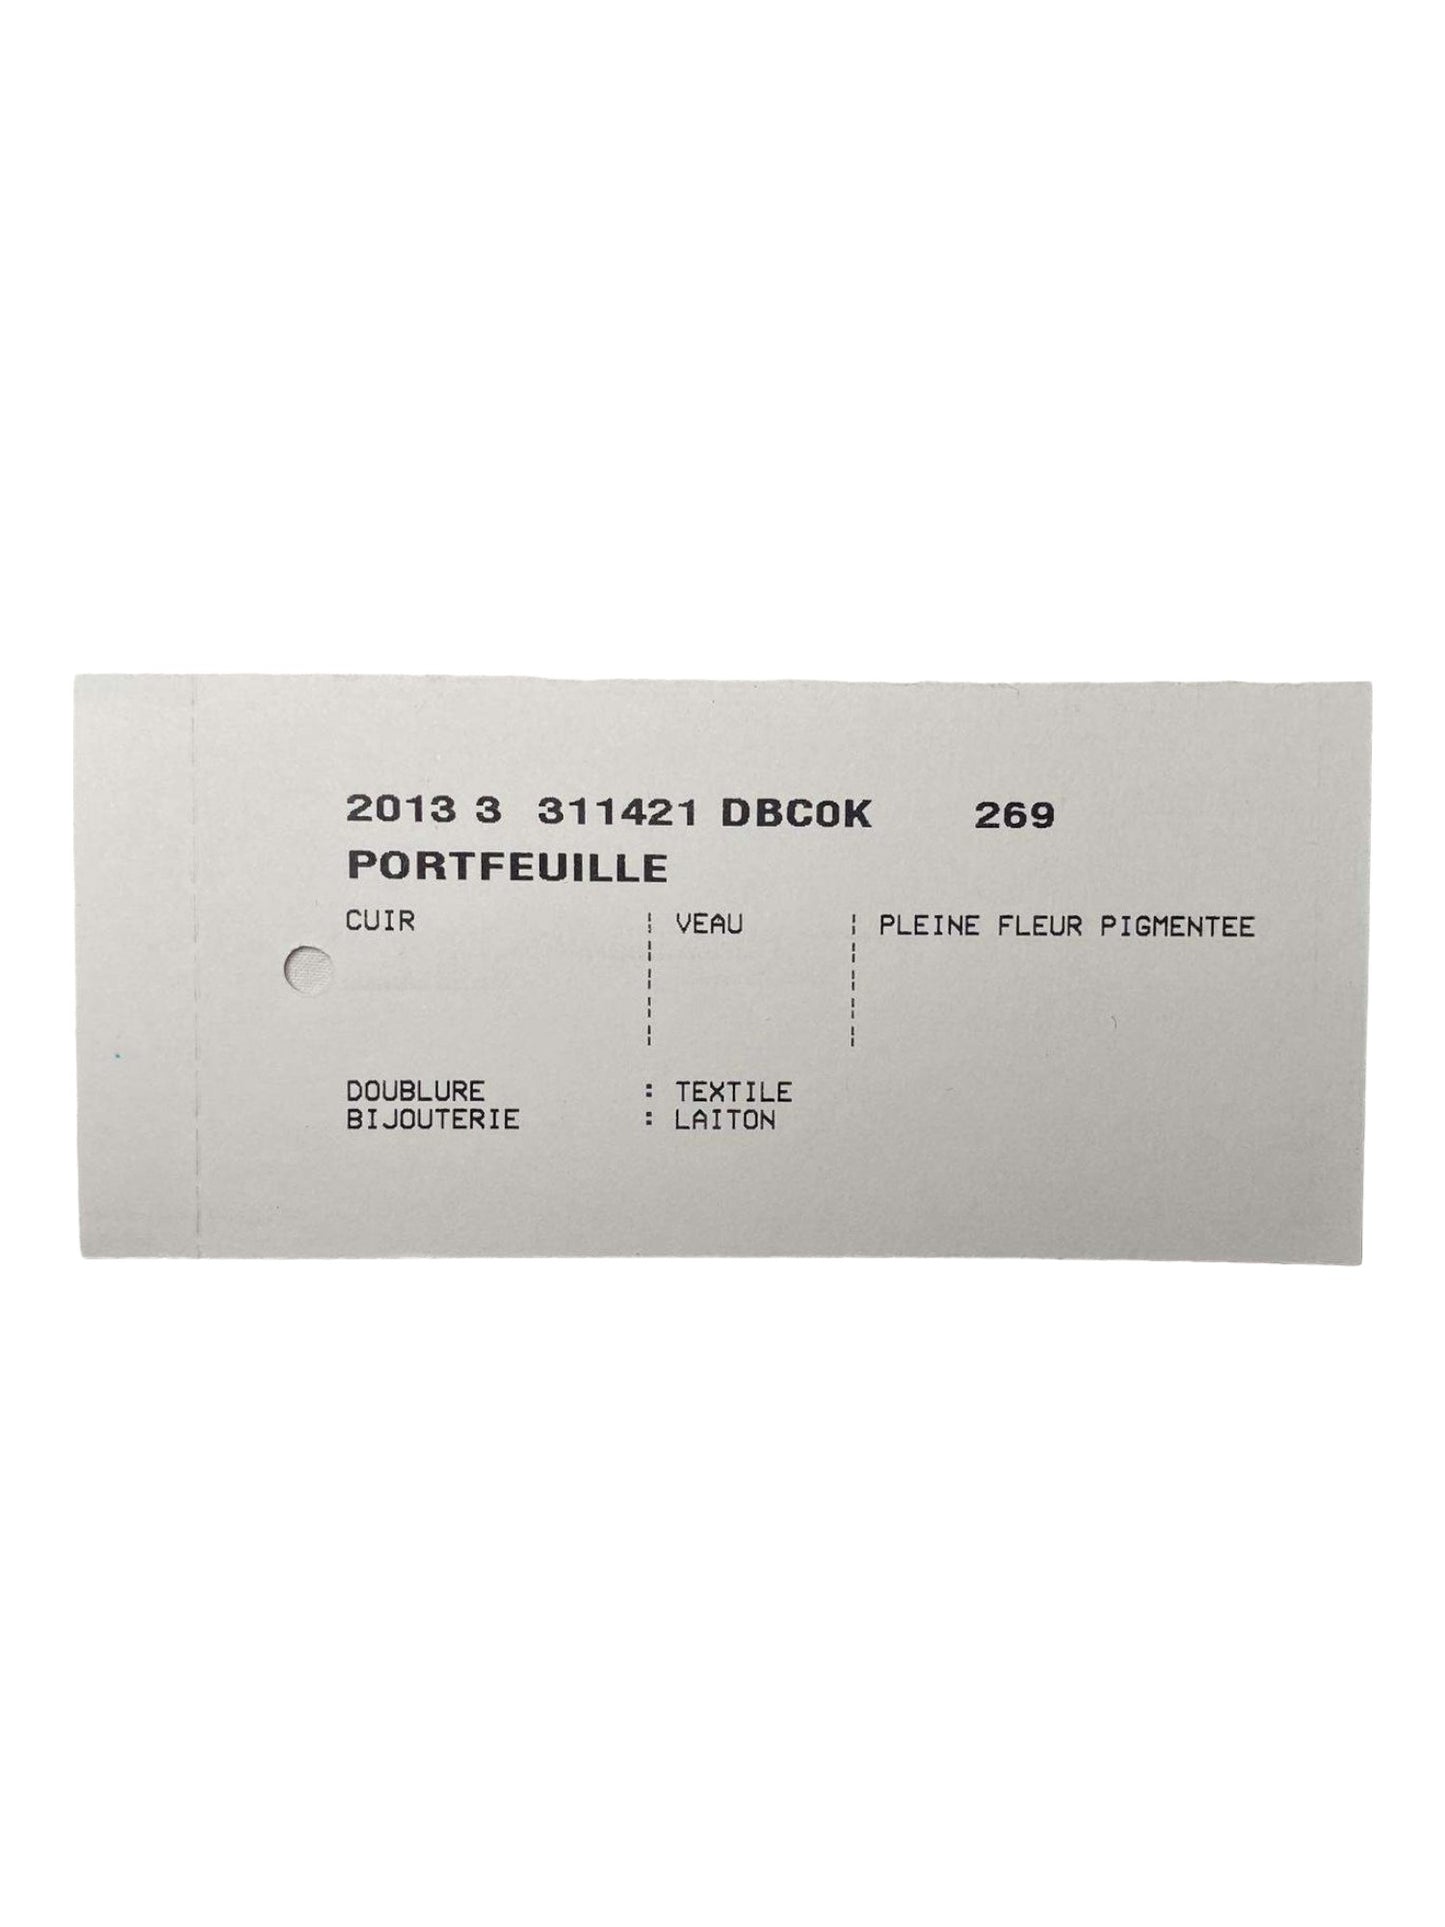 2013 3 311421 DBC0K 269
PORTFEUILLE
CUIR ¦ VEAU ¦ PLEINE FLEUR PIGMENTEE
DOUBLURE : TEXTILE
BIJOUTERIE : LAITON